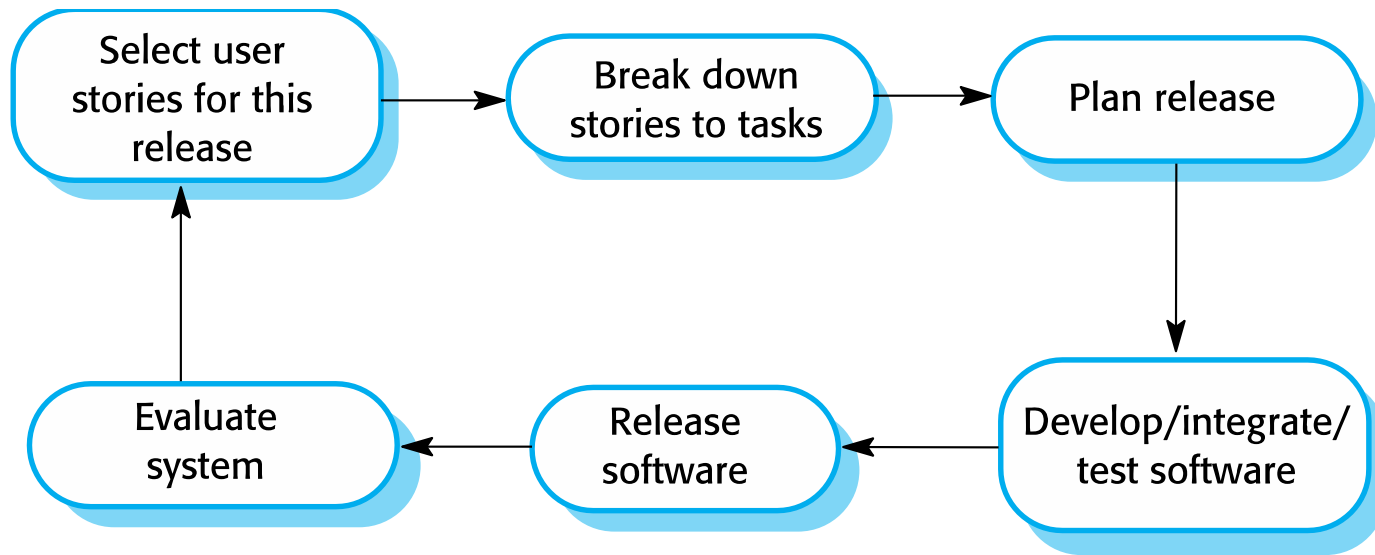 Select user
stories for this
release
Break down
stories to tasks
Plan release
Develop/integrate/
test software
Release
software
Evaluate
system